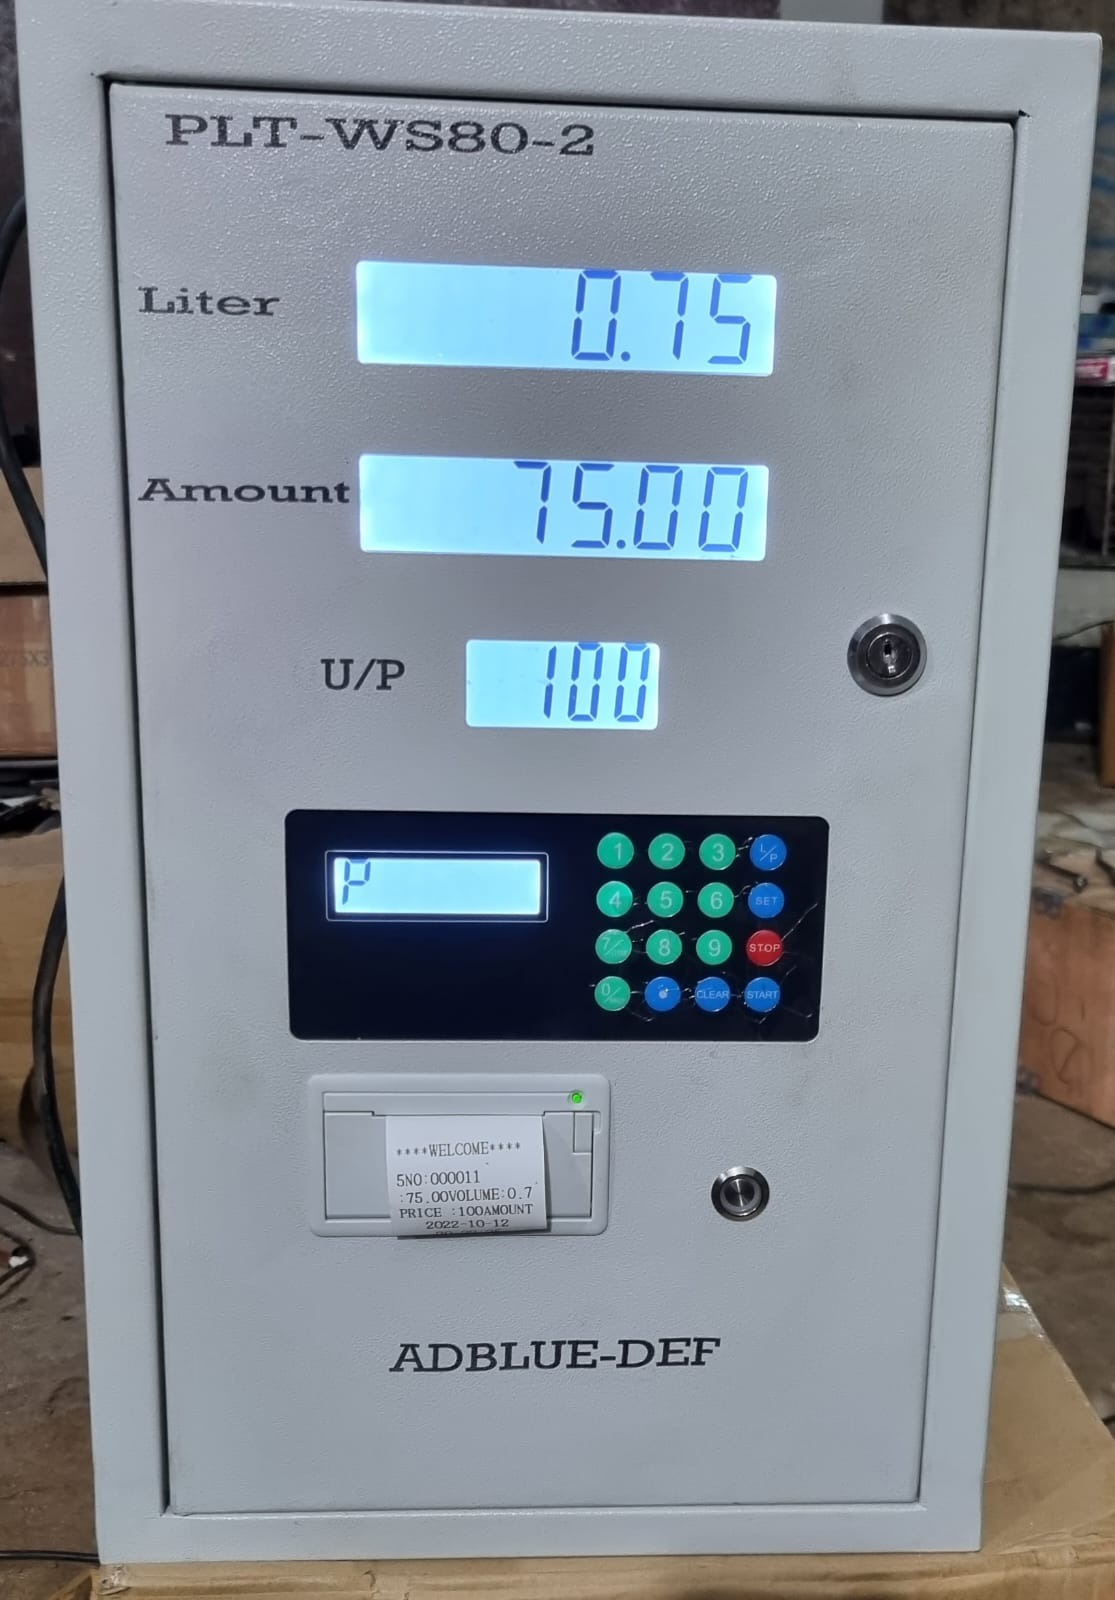 PLT-WS80-2
Liter
0.75
Amount
75.00
U/P
100
P
1 2 3 L/P
4 5 6 SET
7/ 8 9 STOP
0/ . CLEAR START
****WELCOME****
SNO:000011
:75.00VOLUME:0.7
PRICE :100AMOUNT
2022-10-12
ADBLUE-DEF